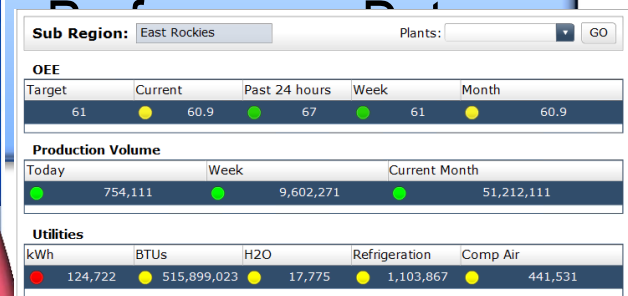 Sub Region: East Rockies Plants: GO
OEE
Target Current Past 24 hours Week Month
61 60.9 67 61 60.9
Production Volume
Today Week Current Month
754,111 9,602,271 51,212,111
Utilities
kWh BTUs H2O Refrigeration Comp Air
124,722 515,899,023 17,775 1,103,867 441,531